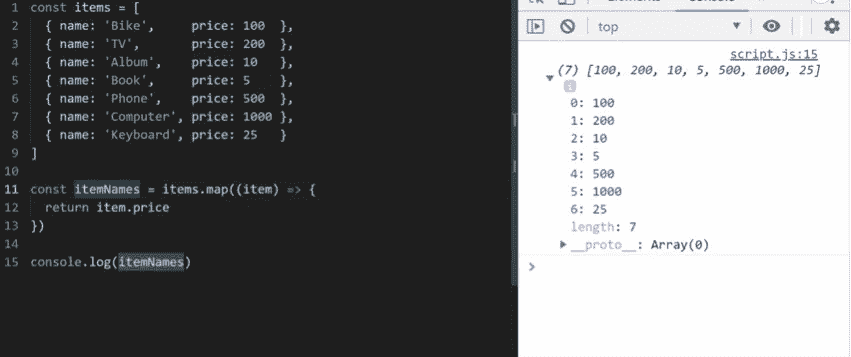 1 const items = [
2 { name: 'Bike', price: 100 },
3 { name: 'TV', price: 200 },
4 { name: 'Album', price: 10 },
5 { name: 'Book', price: 5 },
6 { name: 'Phone', price: 500 },
7 { name: 'Computer', price: 1000 },
8 { name: 'Keyboard', price: 25 }
9 ]
10
11 const itemNames = items.map((item) => {
12 return item.price
13 })
14
15 console.log(itemNames)
top
script.js:15
(7) [100, 200, 10, 5, 500, 1000, 25]
i
0: 100
1: 200
2: 10
3: 5
4: 500
5: 1000
6: 25
length: 7
__proto__: Array(0)